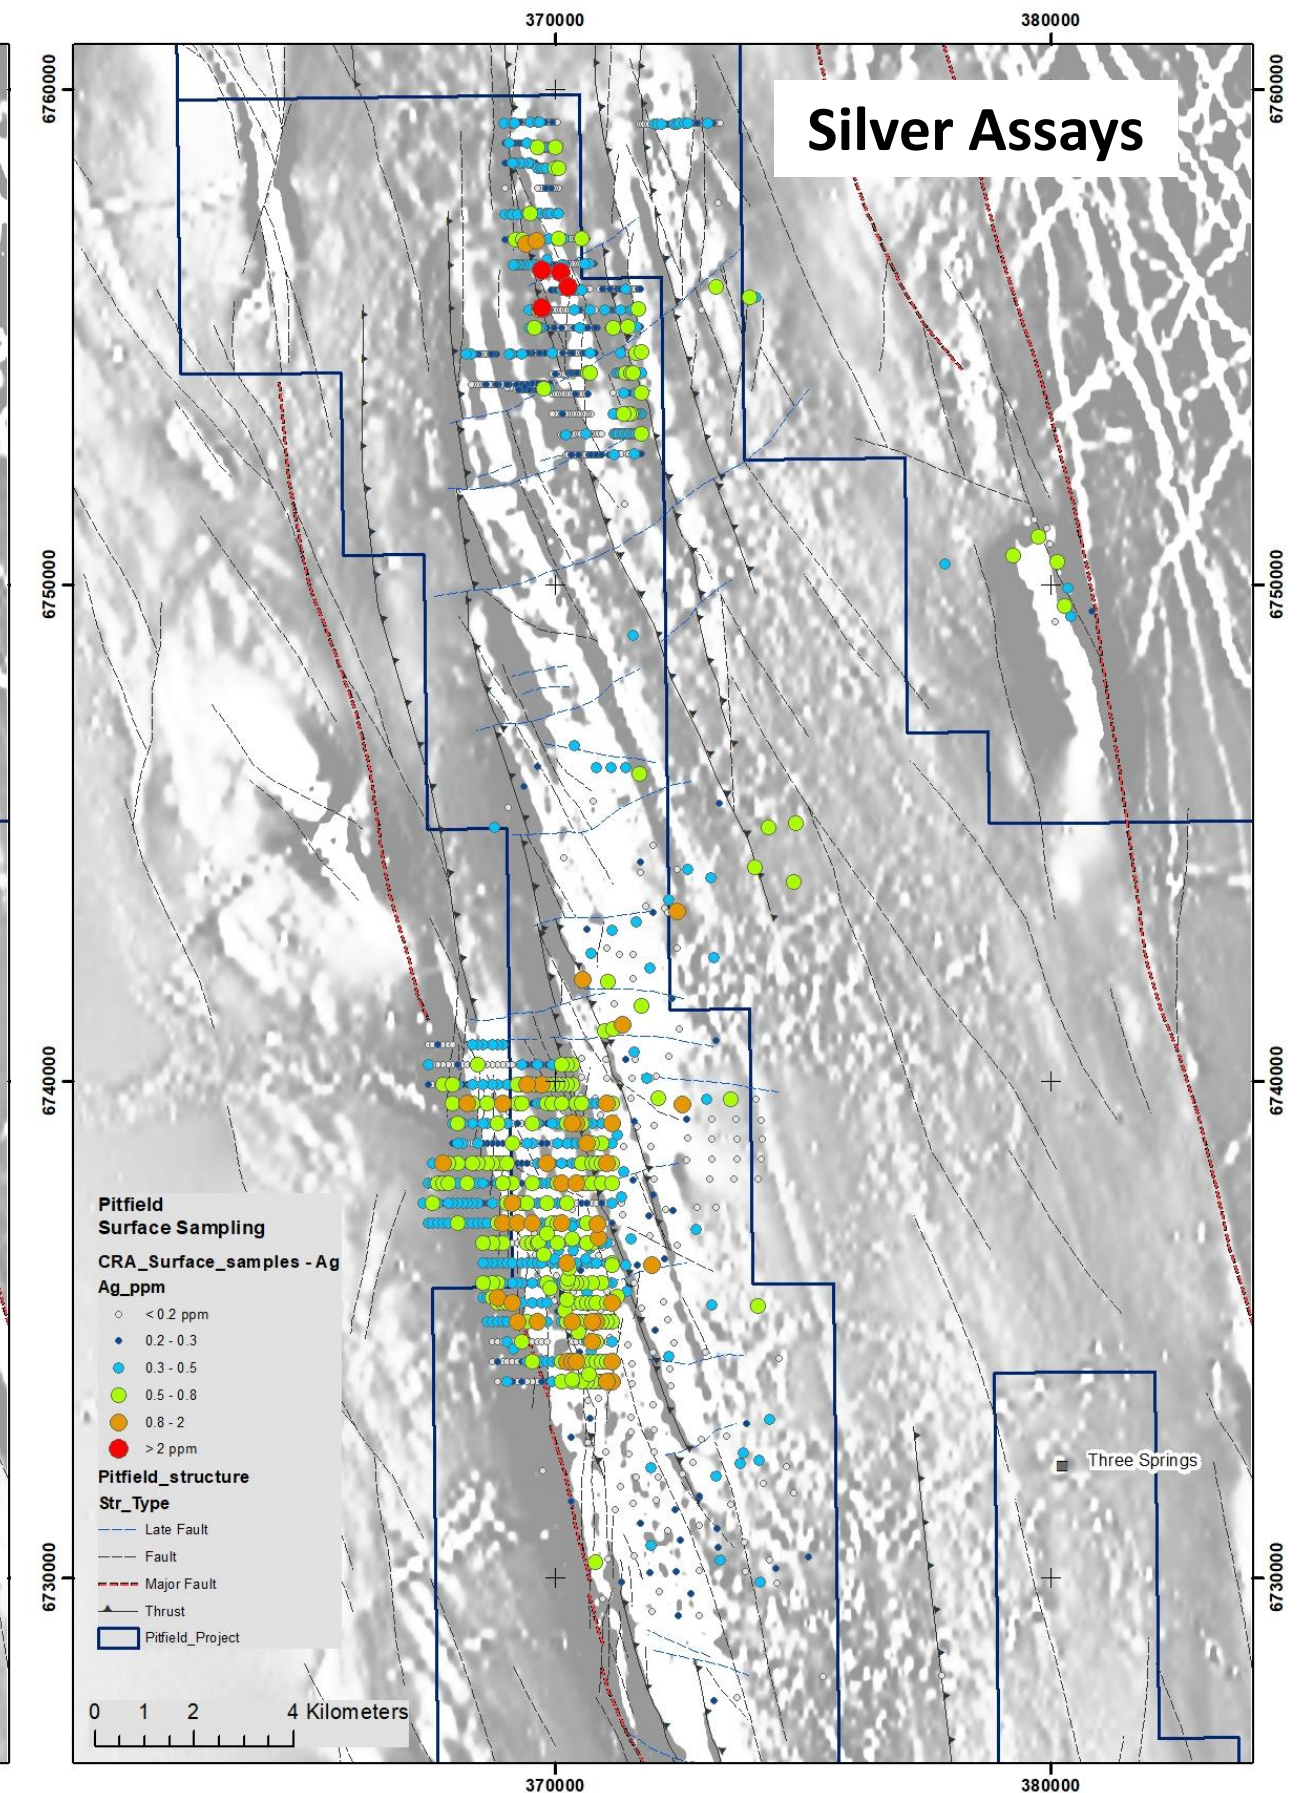 370000
380000
6760000
6760000
Silver Assays
6750000
6750000
6740000
6740000
Pitfield
Surface Sampling
CRA_Surface_samples - Ag
Ag_ppm
< 0.2 ppm
0.2 - 0.3
0.3 - 0.5
0.5 - 0.8
0.8 - 2
> 2 ppm
Pitfield_structure
Str_Type
Late Fault
Fault
Major Fault
Thrust
Pitfield_Project
Three Springs
6730000
6730000
0 1 2 4 Kilometers
370000
380000